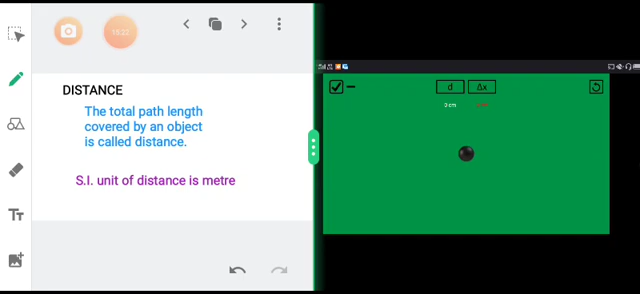 DISTANCE
The total path length
covered by an object
is called distance.
S.I. unit of distance is metre
Tт
d
Δx
0 cm